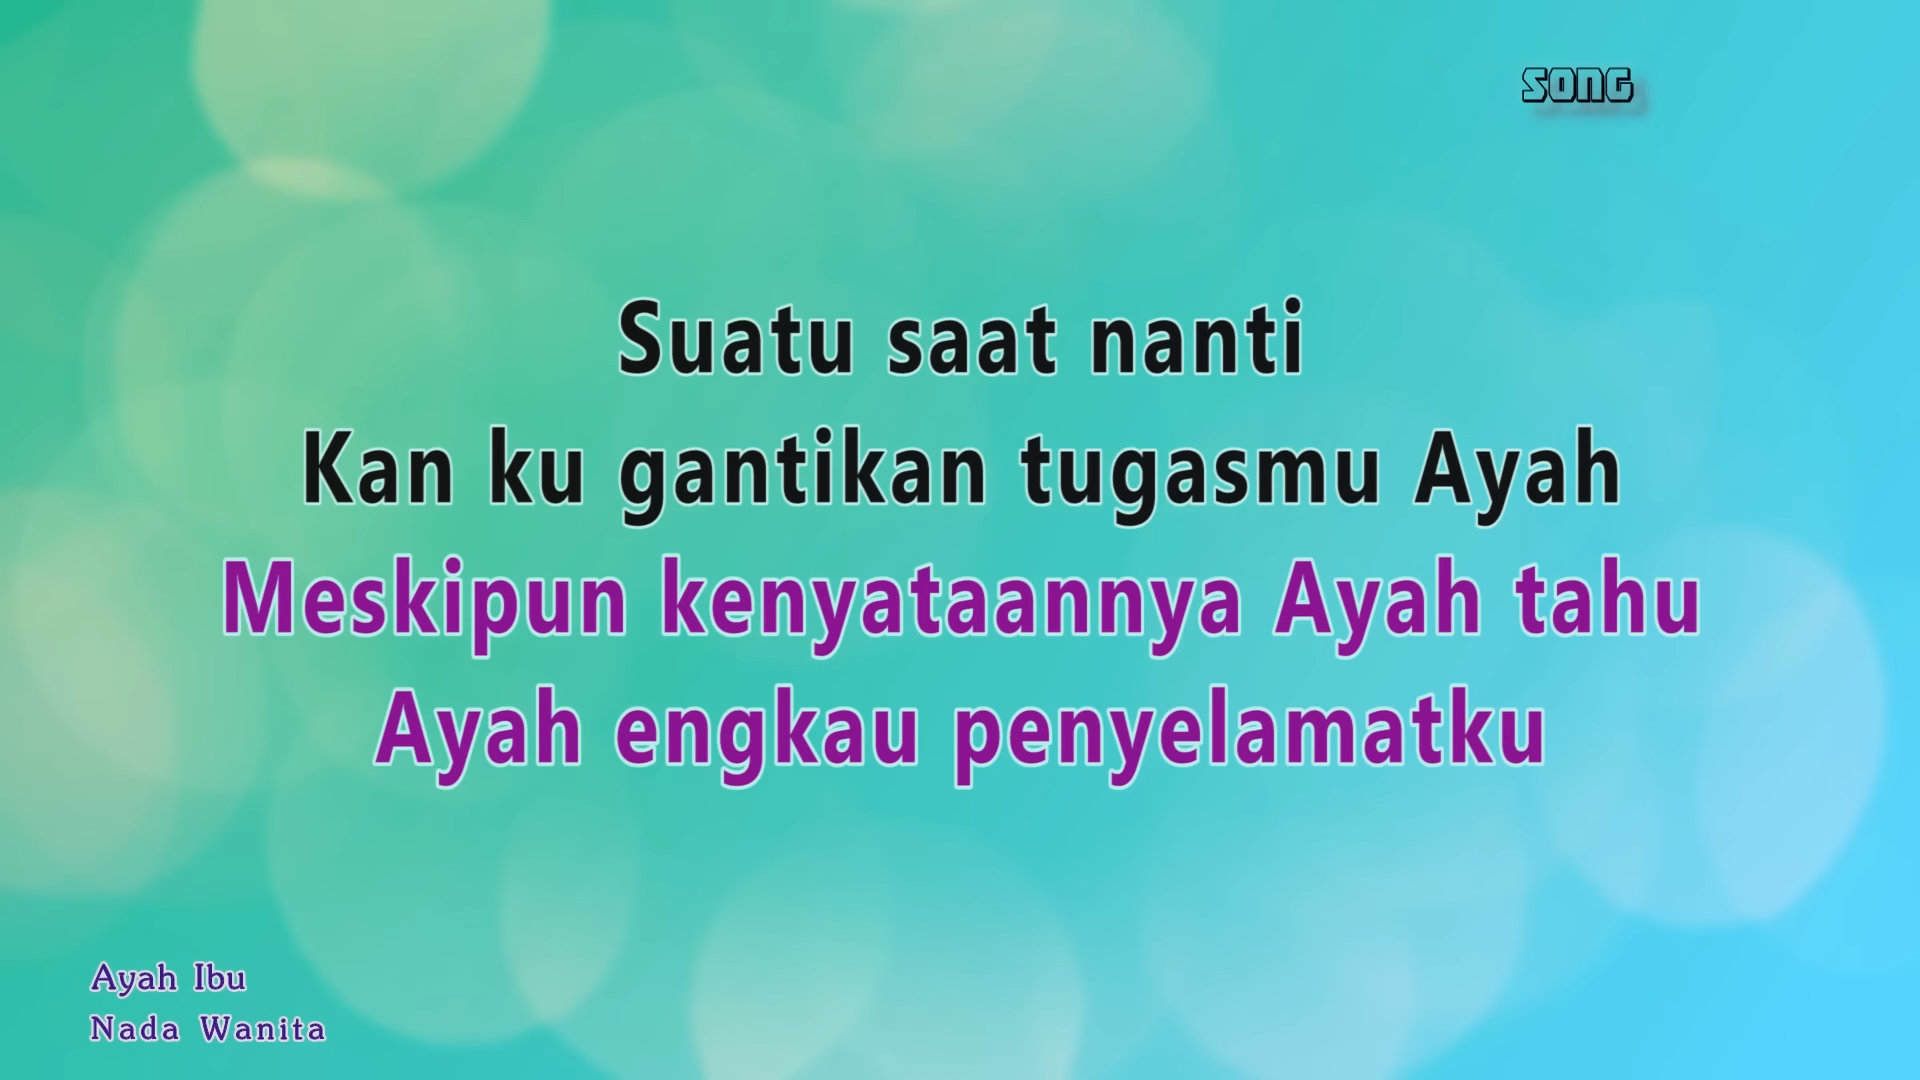 SONG
Suatu saat nanti
Kan ku gantikan tugasmu Ayah
Meskipun kenyataannya Ayah tahu
Ayah engkau penyelamatku
Ayah Ibu
Nada Wanita